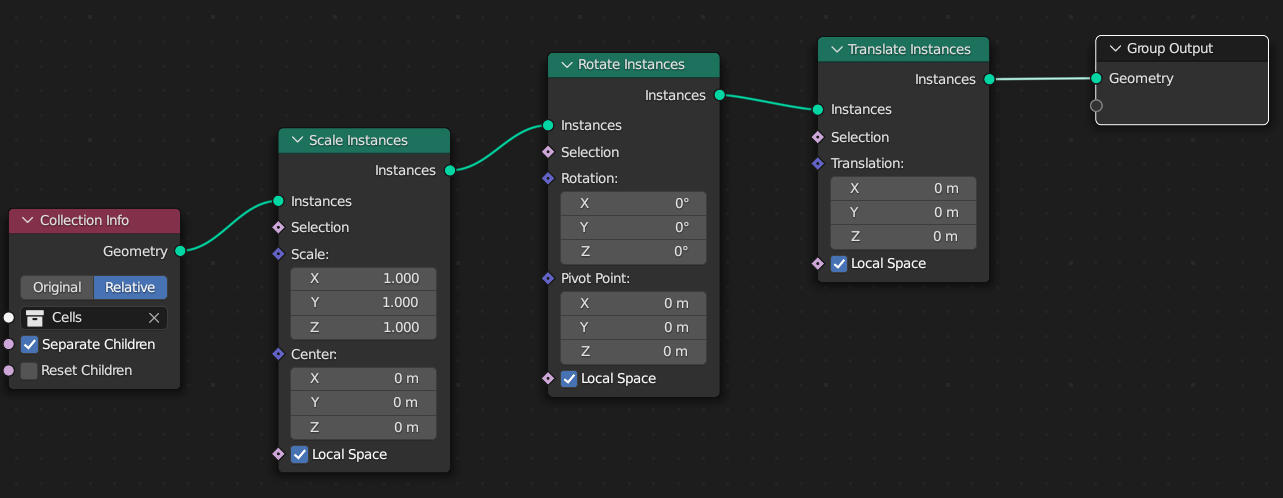 Collection Info
Geometry
Original Relative
Cells
Separate Children
Reset Children
Scale Instances
Instances
Instances
Selection
Scale:
X 1.000
Y 1.000
Z 1.000
Center:
X 0 m
Y 0 m
Z 0 m
Local Space
Rotate Instances
Instances
Instances
Selection
Rotation:
X 0°
Y 0°
Z 0°
Pivot Point:
X 0 m
Y 0 m
Z 0 m
Local Space
Translate Instances
Instances
Instances
Selection
Translation:
X 0 m
Y 0 m
Z 0 m
Local Space
Group Output
Geometry